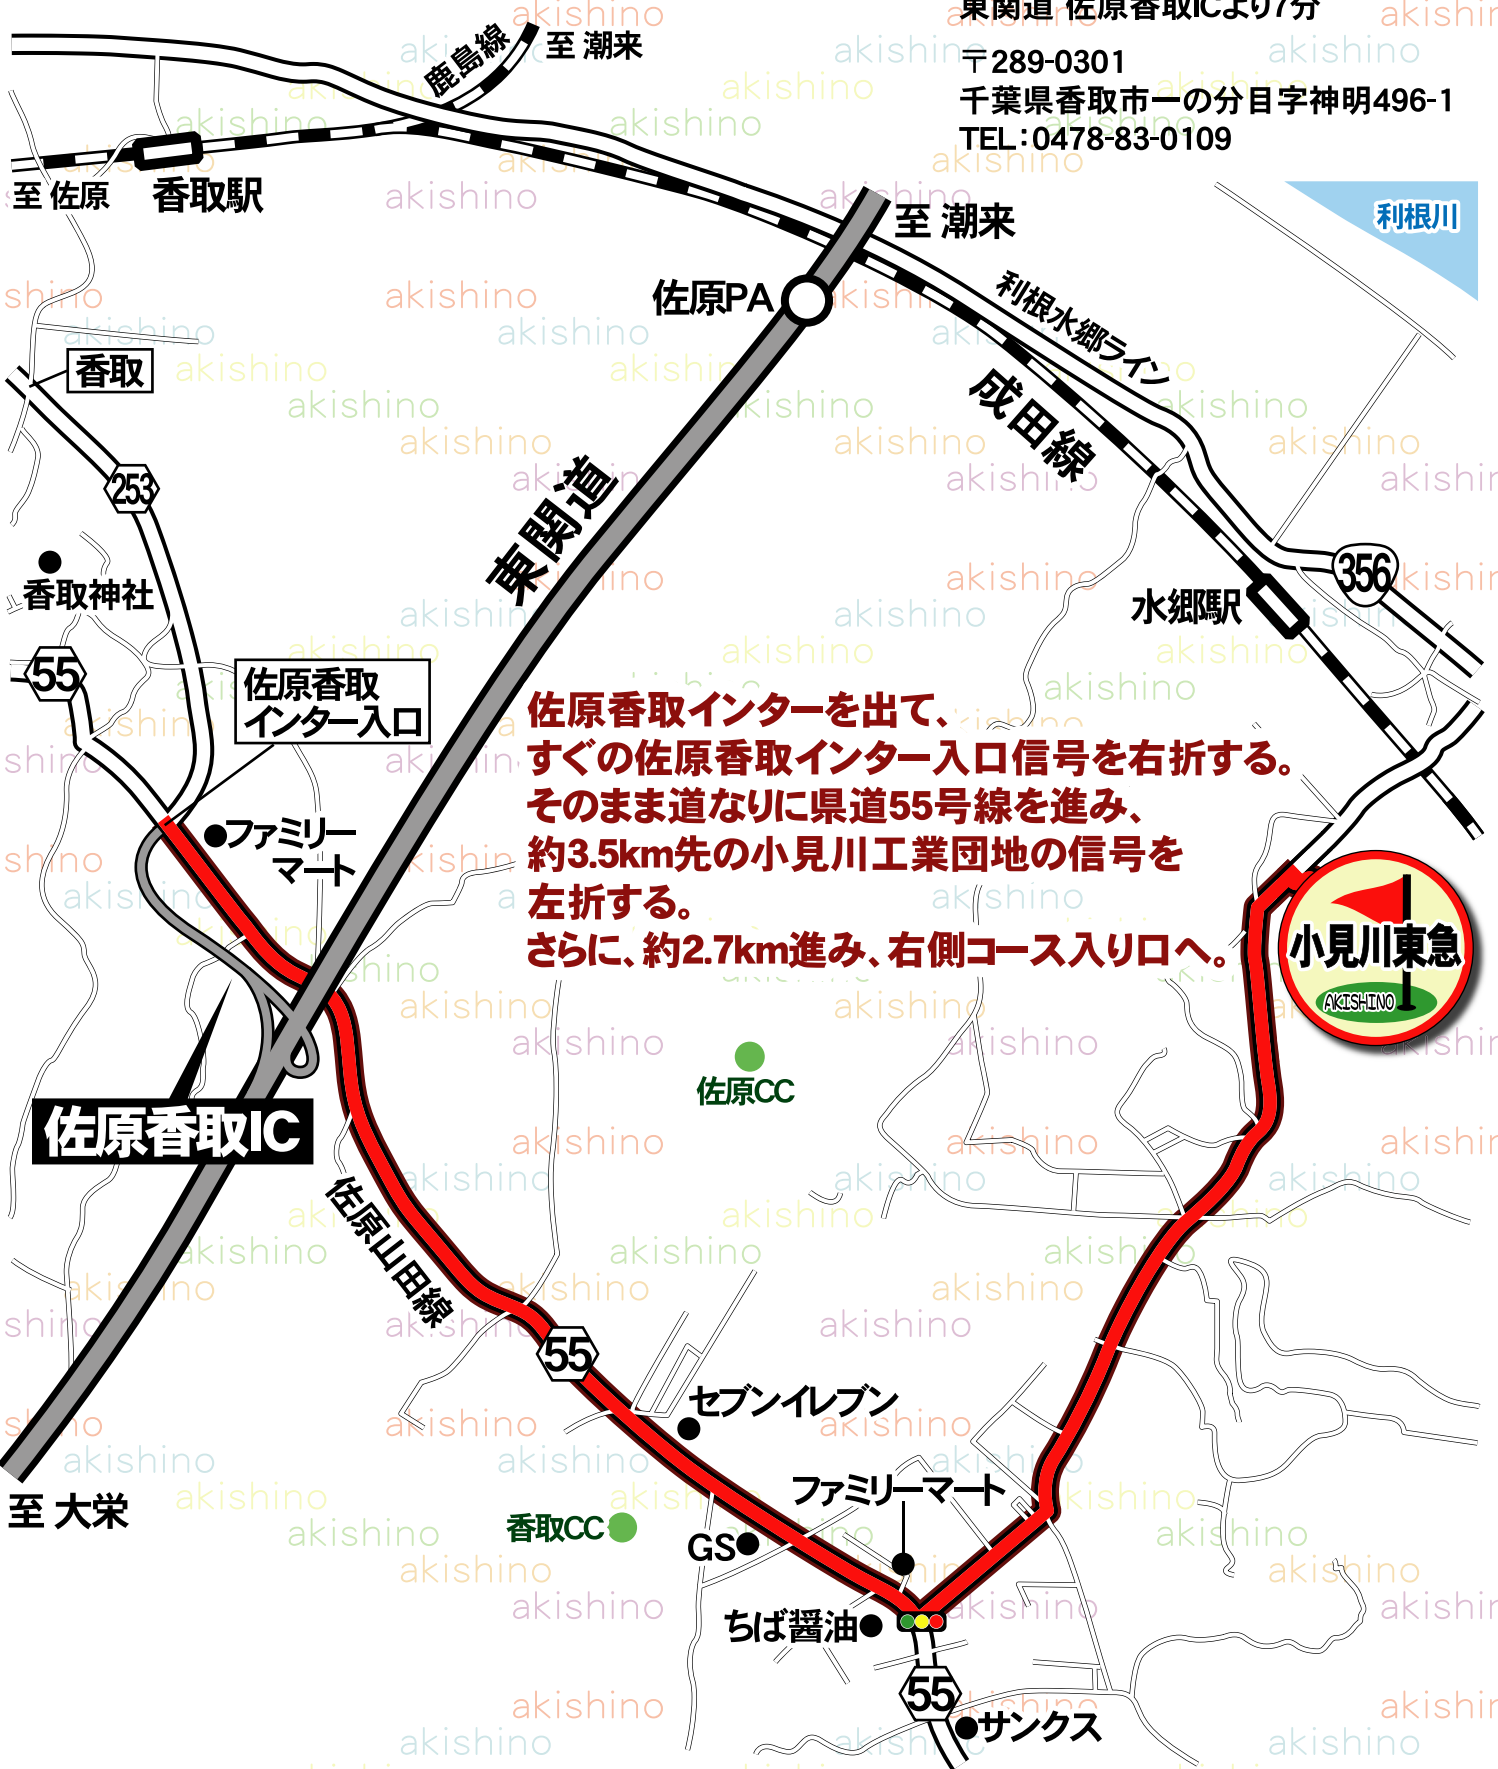 東関道 佐原香取ICより7分
〒289-0301
千葉県香取市一の分目字神明496-1
TEL:0478-83-0109
鹿島線
至 潮来
至 佐原
香取駅
至 潮来
利根川
佐原PA
利根水郷ライン
香取
成田線
253
東関道
香取神社
356
水郷駅
55
佐原香取
インター入口
佐原香取インターを出て、
すぐの佐原香取インター入口信号を右折する。
そのまま道なりに県道55号線を進み、
約3.5km先の小見川工業団地の信号を
左折する。
さらに、約2.7km進み、右側コース入り口へ。
ファミリー
マート
小見川東急
AKISHINO
佐原CC
佐原香取IC
佐原山田線
55
セブンイレブン
至 大栄
香取CC
GS
ファミリーマート
ちば醤油
55
サンクス
akishino